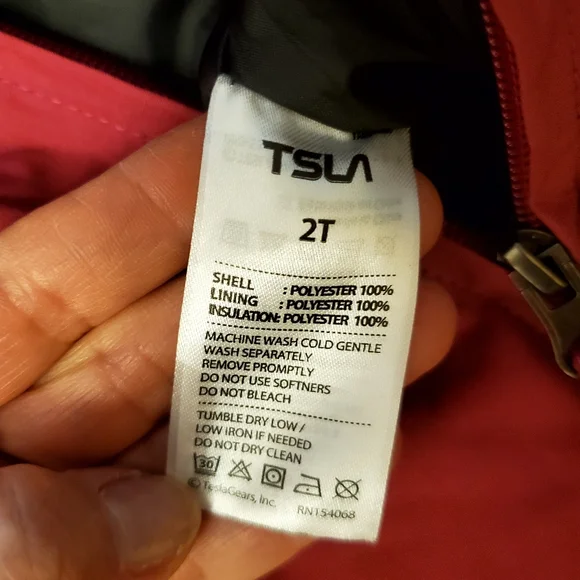 TSLA
2T
SHELL : POLYESTER 100%
LINING : POLYESTER 100%
INSULATION: POLYESTER 100%
MACHINE WASH COLD GENTLE
WASH SEPARATELY
REMOVE PROMPTLY
DO NOT USE SOFTNERS
DO NOT BLEACH
TUMBLE DRY LOW /
LOW IRON IF NEEDED
DO NOT DRY CLEAN
30
© TeslaGears, Inc. RN154068